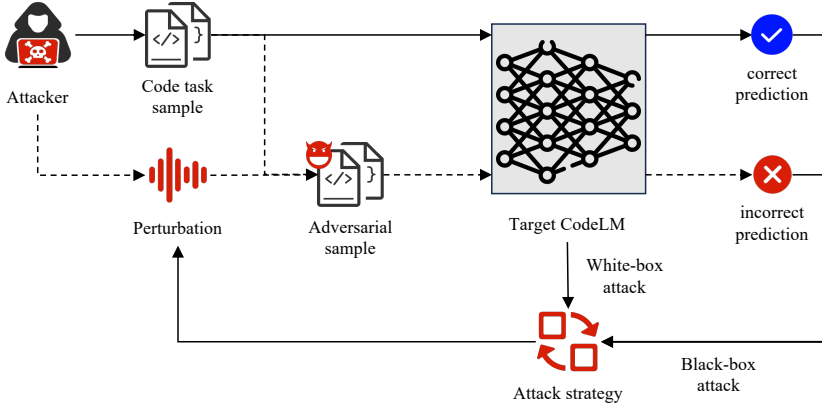 Attacker
Code task
sample
correct
prediction
Perturbation
Adversarial
sample
Target CodeLM
incorrect
prediction
White-box
attack
Attack strategy
Black-box
attack